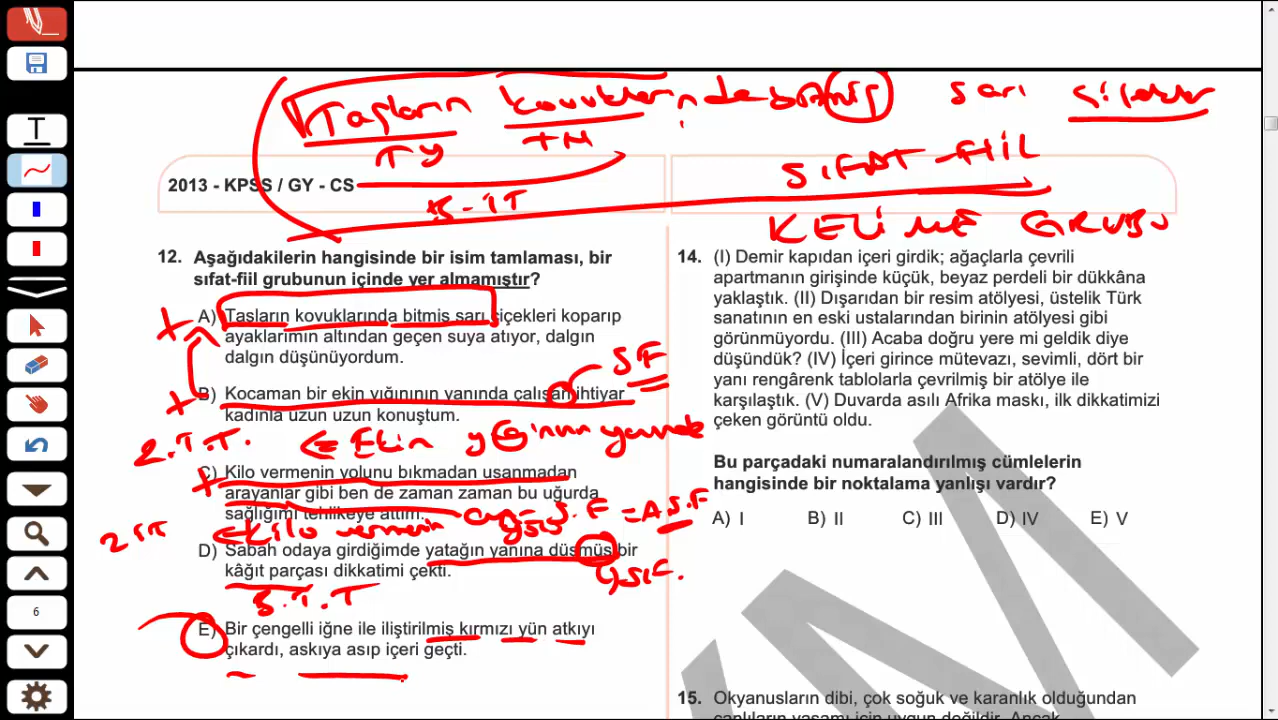 Taşların kovuklarında bitmiş sarı çiçekler
TY TN
SIFAT-FİİL
2013 - KPSS / GY - CS
B-İT
KELİME GRUBU
12. Aşağıdakilerin hangisinde bir isim tamlaması, bir
sıfat-fiil grubunun içinde yer almamıştır?
A) Taşların kovuklarında bitmiş sarı çiçekleri koparıp
ayaklarımın altından geçen suya atıyor, dalgın
dalgın düşünüyordum.
SF
B) Kocaman bir ekin yığınının yanında çalışan ihtiyar
kadınla uzun uzun konuştum.
Ekin yığınının yanında
C) Kilo vermenin yolunu bıkmadan usanmadan
arayanlar gibi ben de zaman zaman bu uğurda
sağlığımı tehlikeye attım.
Kilo vermenin
S.F = A.S.F
D) Sabah odaya girdiğimde yatağın yanına düşmüş bir
kâğıt parçası dikkatimi çekti.
E) Bir çengelli iğne ile iliştirilmiş kırmızı yün atkıyı
çıkardı, askıya asıp içeri geçti.
14. (I) Demir kapıdan içeri girdik; ağaçlarla çevrili
apartmanın girişinde küçük, beyaz perdeli bir dükkâna
yaklaştık. (II) Dışarıdan bir resim atölyesi, üstelik Türk
sanatının en eski ustalarından birinin atölyesi gibi
görünmüyordu. (III) Acaba doğru yere mi geldik diye
düşündük? (IV) İçeri girince mütevazı, sevimli, dört bir
yanı rengârenk tablolarla çevrilmiş bir atölye ile
karşılaştık. (V) Duvarda asılı Afrika maskı, ilk dikkatimizi
çeken görüntü oldu.
Bu parçadaki numaralandırılmış cümlelerin
hangisinde bir noktalama yanlışı vardır?
A) I B) II C) III D) IV E) V
15. Okyanusların dibi, çok soğuk ve karanlık olduğundan
6
T